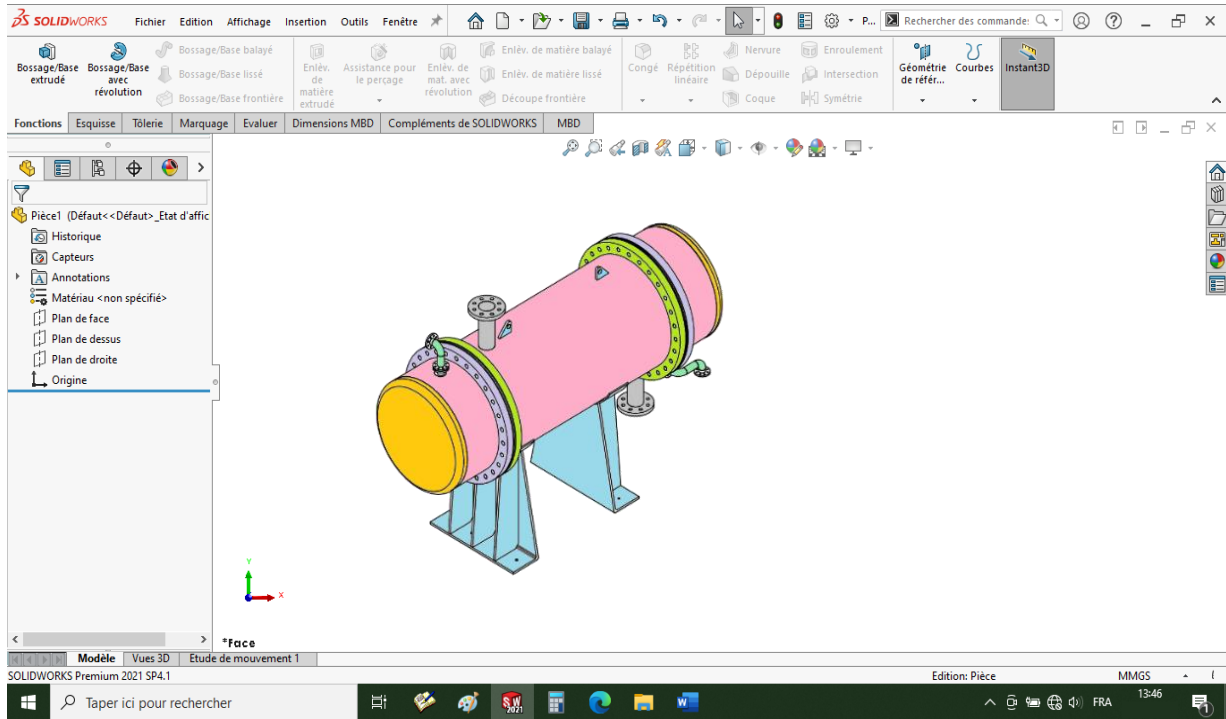 SOLIDWORKS Fichier Edition Affichage Insertion Outils Fenêtre P... Rechercher des commande:
Bossage/Base extrudé
Bossage/Base avec révolution
Bossage/Base balayé
Bossage/Base lissé
Bossage/Base frontière
Enlèv. de matière extrudé
Assistance pour le perçage
Enlèv. de mat. avec révolution
Enlèv. de matière balayé
Enlèv. de matière lissé
Découpe frontière
Congé
Répétition linéaire
Nervure
Dépouille
Coque
Enroulement
Intersection
Symétrie
Géométrie de référ...
Courbes
Instant3D
Fonctions Esquisse Tôlerie Marquage Evaluer Dimensions MBD Compléments de SOLIDWORKS MBD
Pièce1 (Défaut<<Défaut>_Etat d'affic
Historique
Capteurs
Annotations
Matériau <non spécifié>
Plan de face
Plan de dessus
Plan de droite
Origine
Y
X
*Face
Modèle Vues 3D Etude de mouvement 1
SOLIDWORKS Premium 2021 SP4.1 Edition: Pièce MMGS
Taper ici pour rechercher SW 2021 W FRA 13:46